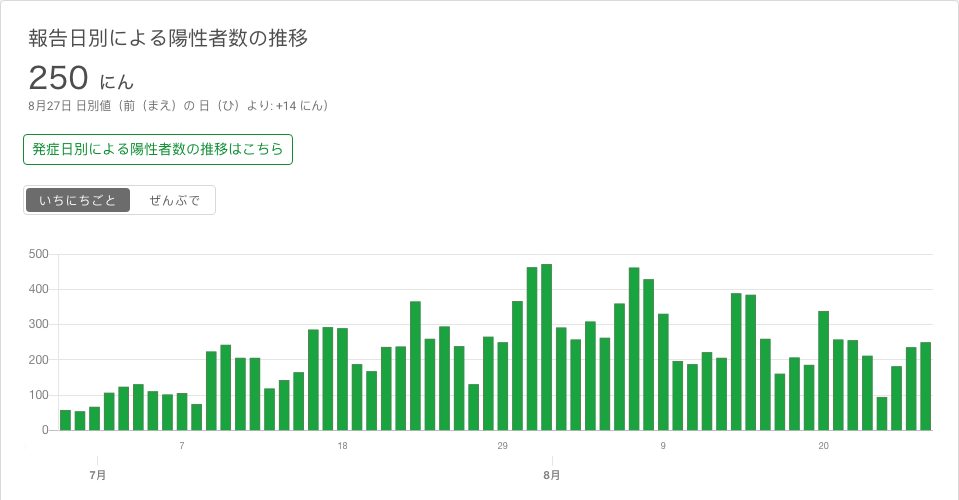 報告日別による陽性者数の推移
250 にん
8月27日 日別値（前（まえ）の 日（ひ）より: +14 にん）
発症日別による陽性者数の推移はこちら
いちにちごと ぜんぶで
500
400
300
200
100
0
7 18 29 9 20
7月 8月